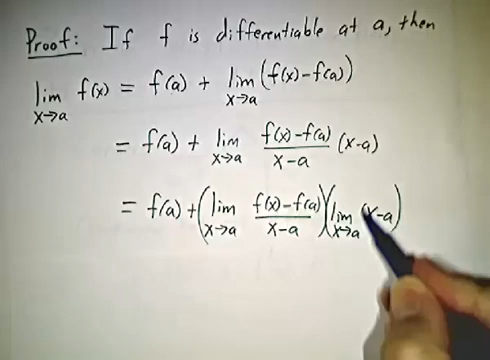 Proof: If f is differentiable at a, then
lim x→a f(x) = f(a) + lim x→a (f(x)-f(a))
= f(a) + lim x→a f(x)-f(a) / x-a (x-a)
= f(a) + (lim x→a f(x)-f(a) / x-a)(lim x→a (x-a)